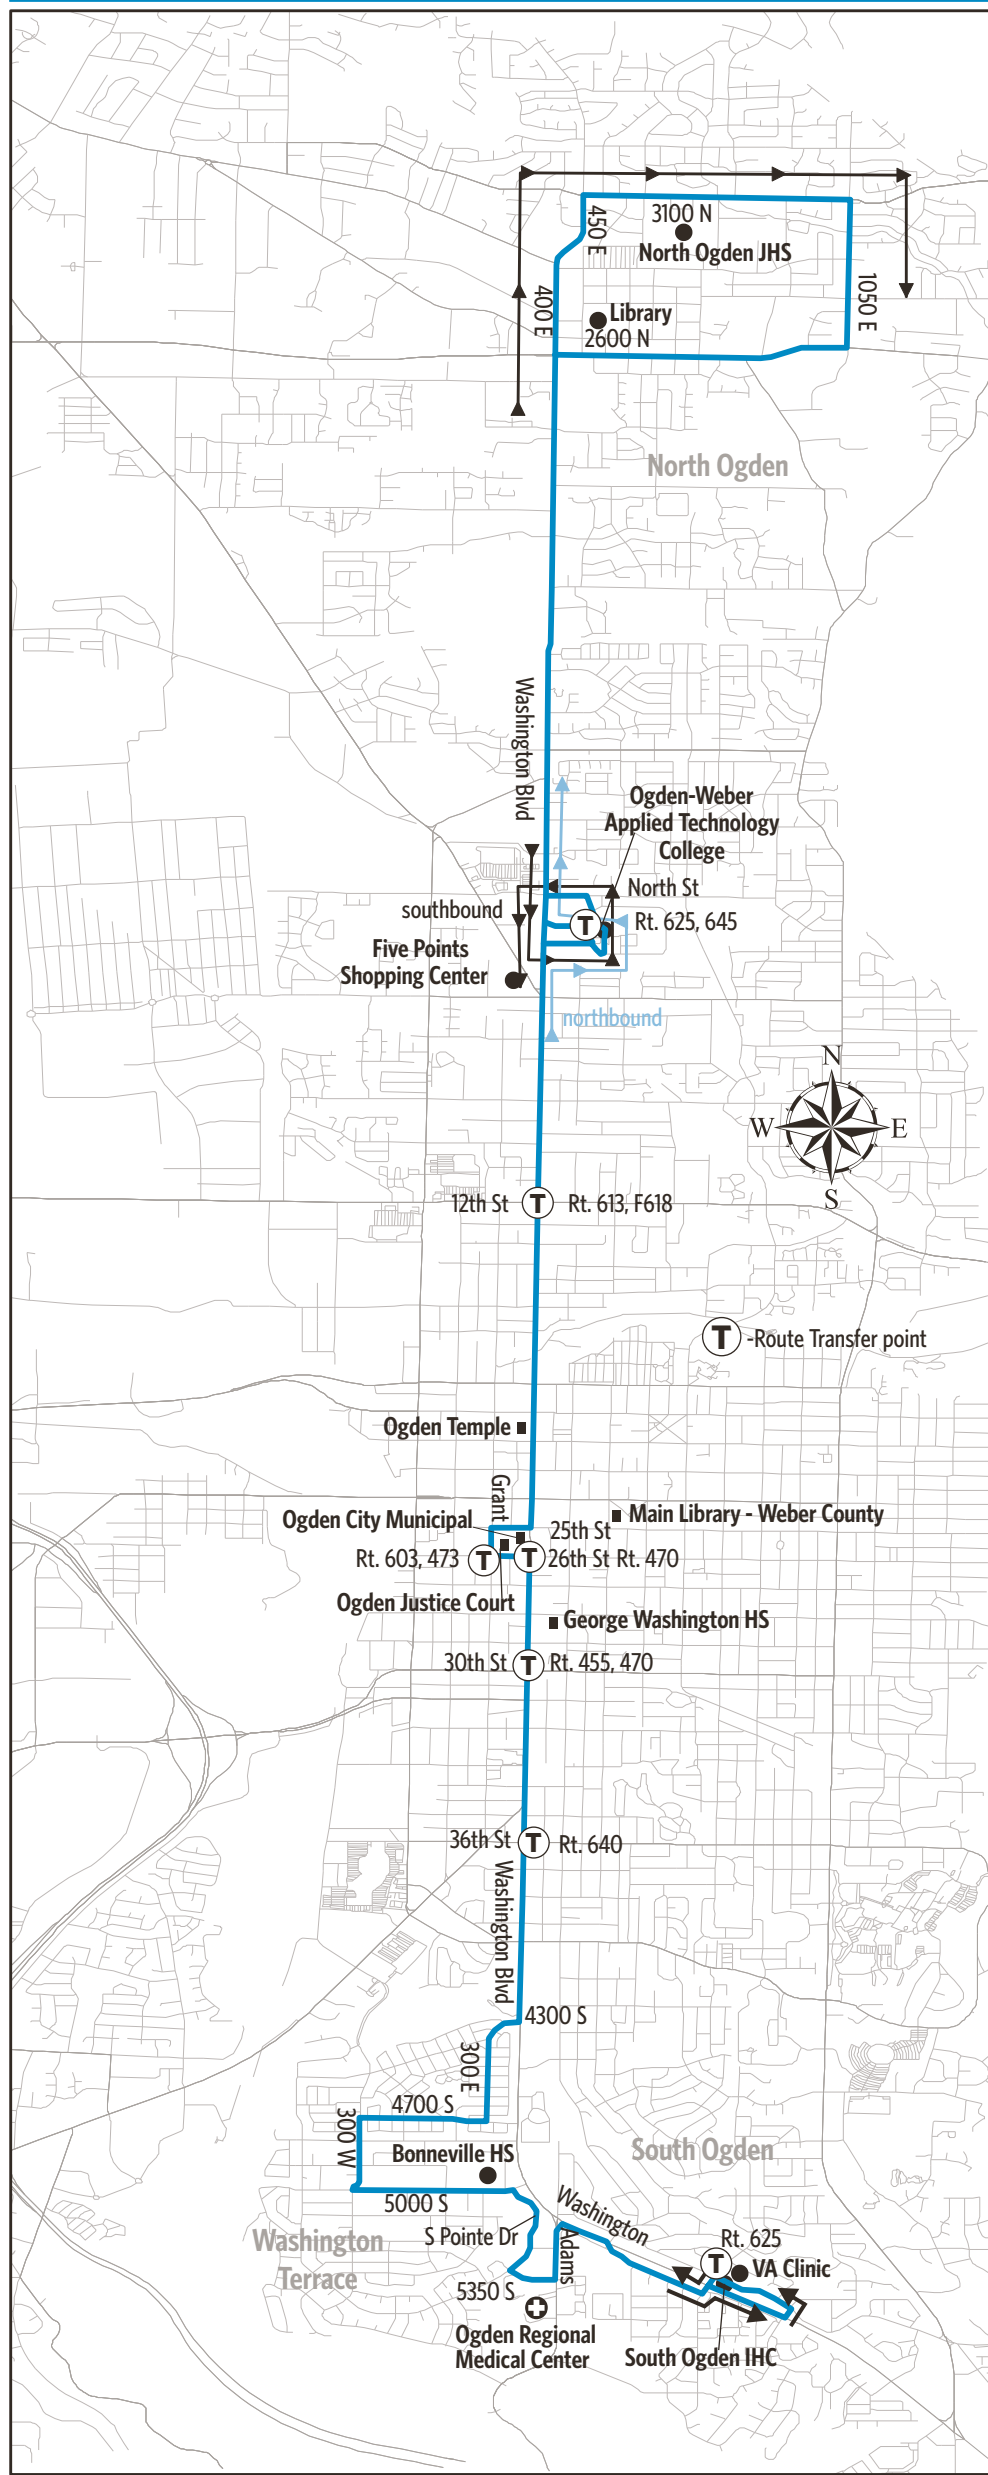 3100 N
450 E
North Ogden JHS
1050 E
400 E
Library
2600 N
North Ogden
Washington Blvd
Ogden-Weber
Applied Technology
College
North St
southbound
Rt. 625, 645
Five Points
Shopping Center
northbound
N
W
E
S
12th St
T
Rt. 613, F618
T
-Route Transfer point
T
Ogden Temple
Grant
Main Library - Weber County
Ogden City Municipal
25th St
Rt. 603, 473
T
T
26th St Rt. 470
Ogden Justice Court
George Washington HS
30th St
T
Rt. 455, 470
36th St
T
Rt. 640
Washington Blvd
4300 S
300 E
4700 S
300 W
Bonneville HS
South Ogden
5000 S
Washington
S Pointe Dr
Washington
Terrace
Adams
Rt. 625
T
VA Clinic
5350 S
Ogden Regional
Medical Center
South Ogden IHC